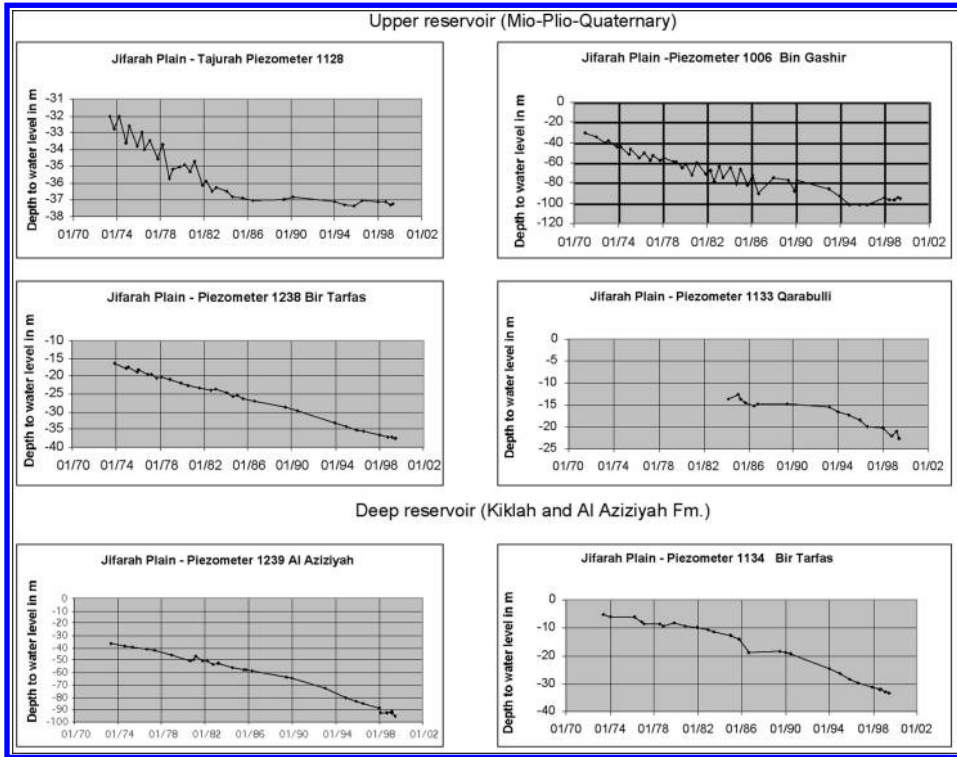 Upper reservoir (Mio-Plio-Quaternary)
Jifarah Plain - Tajurah Piezometer 1128
Depth to water level in m
-31
-32
-33
-34
-35
-36
-37
-38
01/70 01/74 01/78 01/82 01/86 01/90 01/94 01/98 01/02
Jifarah Plain -Piezometer 1006 Bin Gashir
Depth to water level in m
0
-20
-40
-60
-80
-100
-120
01/70 01/74 01/78 01/82 01/86 01/90 01/94 01/98 01/02
Jifarah Plain - Piezometer 1238 Bir Tarfas
Depth to water level in m
-10
-15
-20
-25
-30
-35
-40
01/70 01/74 01/78 01/82 01/86 01/90 01/94 01/98 01/02
Jifarah Plain - Piezometer 1133 Qarabulli
Depth to water level in m
0
-5
-10
-15
-20
-25
01/70 01/74 01/78 01/82 01/86 01/90 01/94 01/98 01/02
Deep reservoir (Kiklah and Al Aziziyah Fm.)
Jifarah Plain - Piezometer 1239 Al Aziziyah
Depth to water level in m
0
-10
-20
-30
-40
-50
-60
-70
-80
-90
-100
01/70 01/74 01/78 01/82 01/86 01/90 01/94 01/98 01/02
Jifarah Plain - Piezometer 1134 Bir Tarfas
Depth to water level in m
0
-10
-20
-30
-40
01/70 01/74 01/78 01/82 01/86 01/90 01/94 01/98 01/02